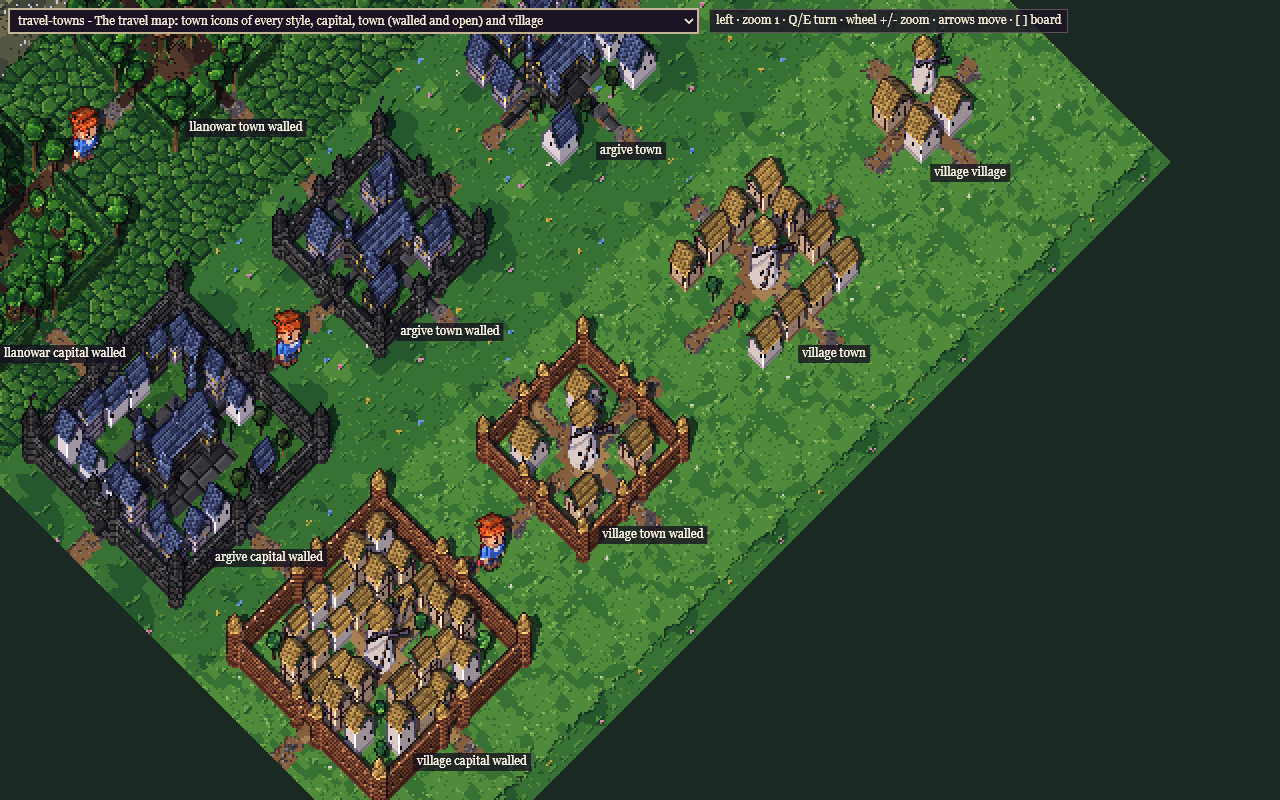 travel-towns - The travel map: town icons of every style, capital, town (walled and open) and village
left · zoom 1 · Q/E turn · wheel +/- zoom · arrows move · [ ] board
llanowar town walled
argive town
village village
argive town walled
llanowar capital walled
village town
village town walled
argive capital walled
village capital walled